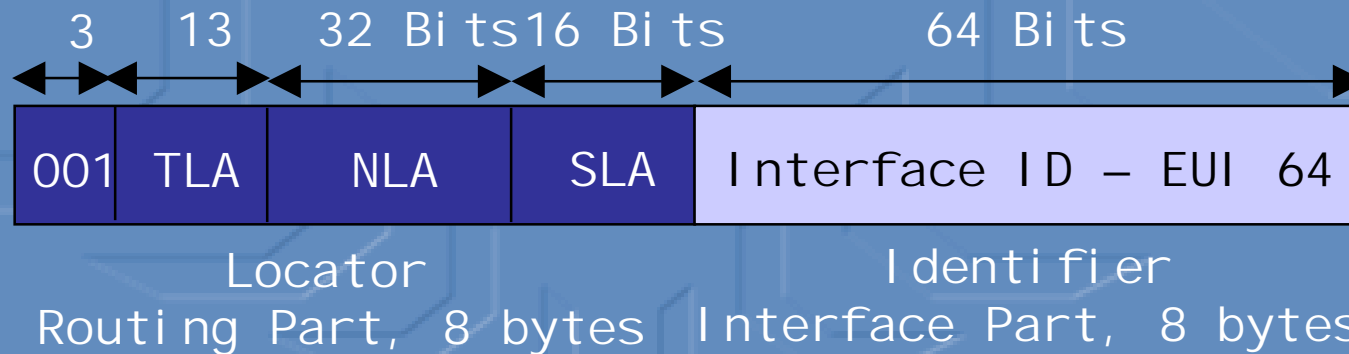 3 13 32 Bits 16 Bits 64 Bits
001 TLA NLA SLA Interface ID – EUI 64
Locator Identifier
Routing Part, 8 bytes Interface Part, 8 bytes